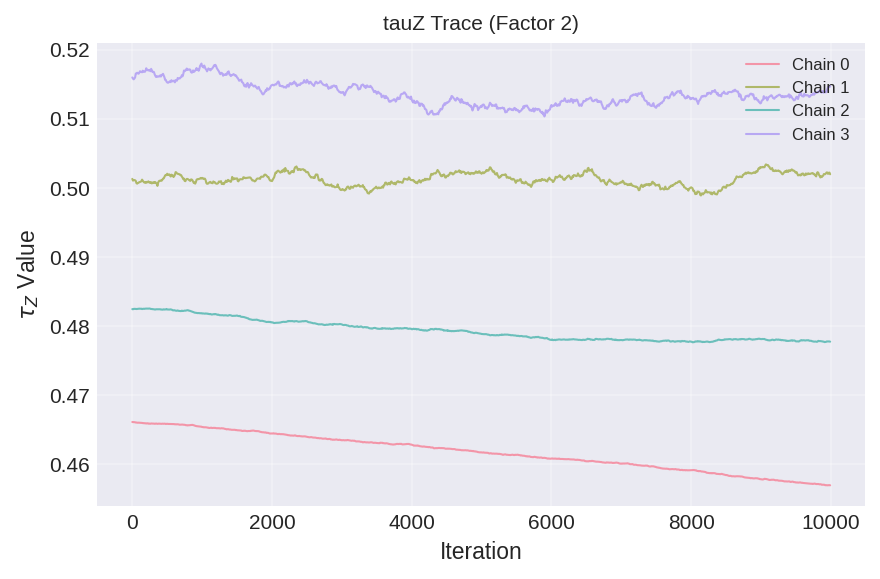 tauZ Trace (Factor 2)
0.52
0.51
0.50
0.49
0.48
0.47
0.46
τZ Value
Chain 0
Chain 1
Chain 2
Chain 3
0 2000 4000 6000 8000 10000
Iteration